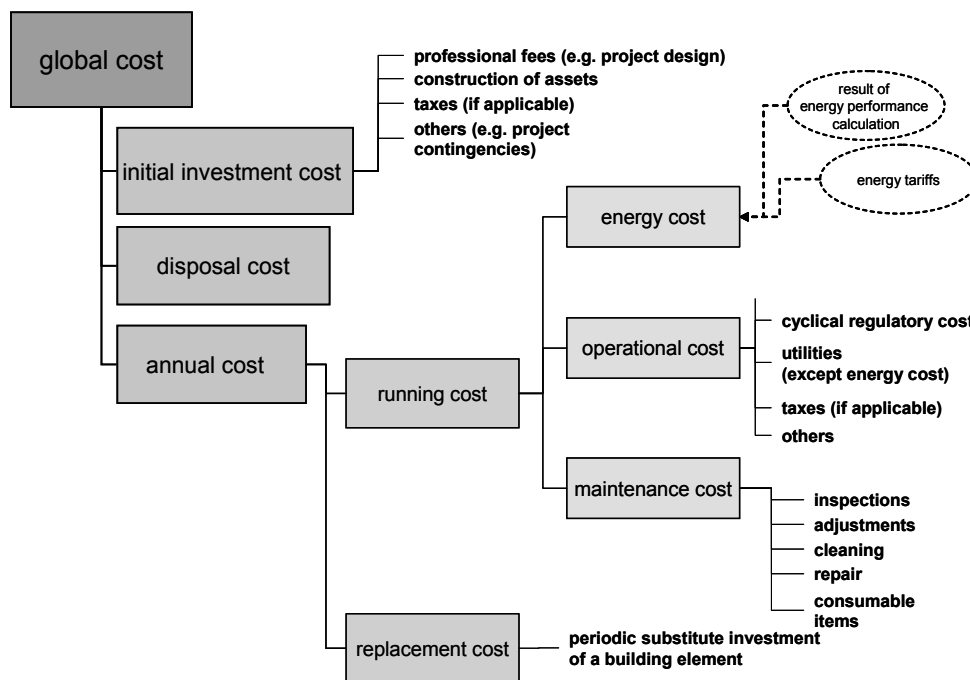 global cost
professional fees (e.g. project design)
construction of assets
taxes (if applicable)
others (e.g. project
contingencies)
initial investment cost
result of
energy performance
calculation
energy tariffs
energy cost
disposal cost
cyclical regulatory cost
operational cost
utilities
(except energy cost)
annual cost
running cost
taxes (if applicable)
others
maintenance cost
inspections
adjustments
cleaning
repair
consumable
items
replacement cost
periodic substitute investment
of a building element